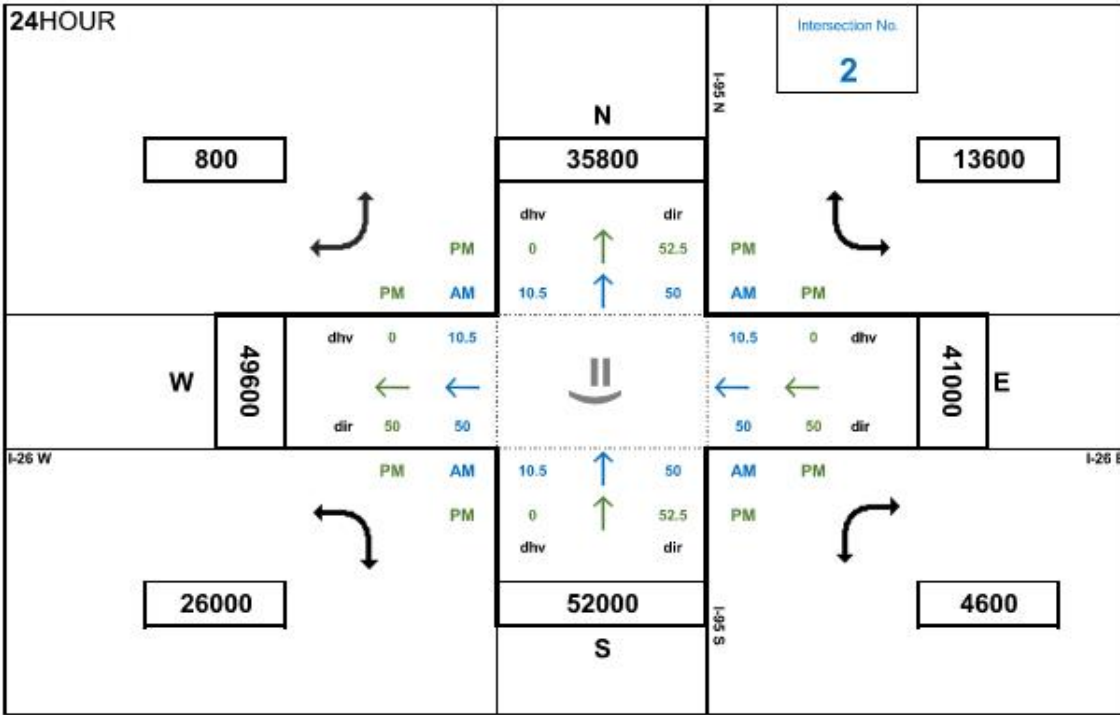 24HOUR
Intersection No.
2
I-95 N
N
800
35800
13600
dhv dir
PM 0 52.5 PM
PM AM 10.5 50 AM PM
dhv 0 10.5 10.5 0 dhv
W 49600 41000 E
dir 50 50 50 50 dir
I-26 W
PM AM 10.5 50 AM PM
PM 0 52.5 PM
dhv dir
26000
52000
4600
S
I-95 S